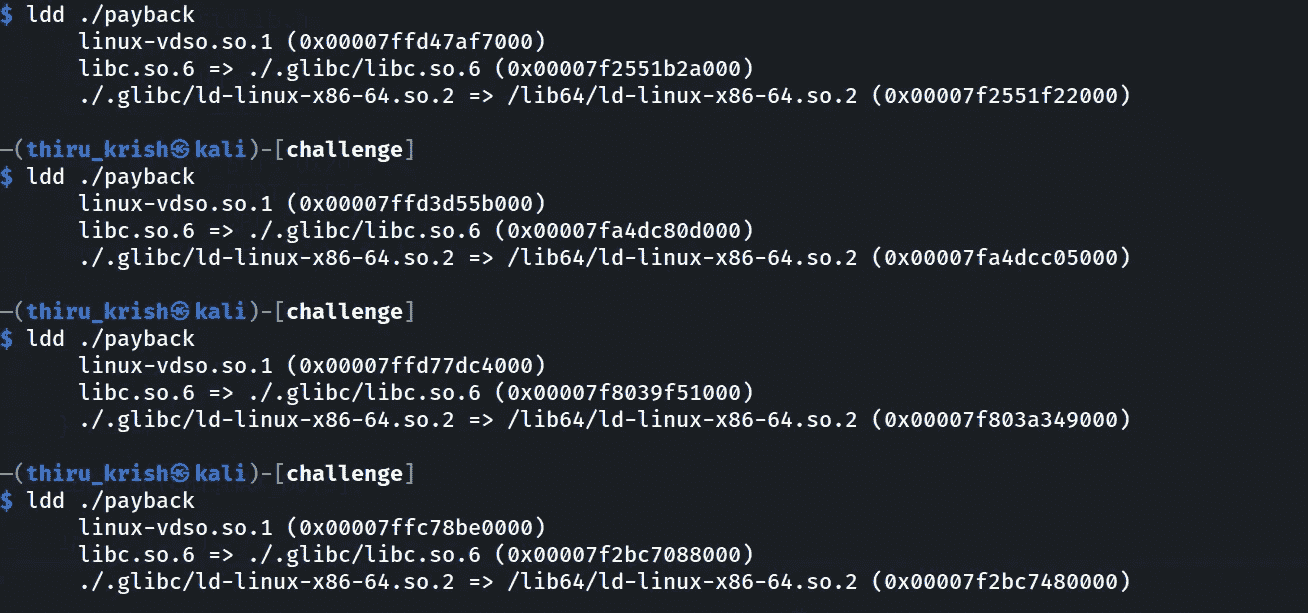 $ ldd ./payback
linux-vdso.so.1 (0x00007ffd47af7000)
libc.so.6 => ./.glibc/libc.so.6 (0x00007f2551b2a000)
./.glibc/ld-linux-x86-64.so.2 => /lib64/ld-linux-x86-64.so.2 (0x00007f2551f22000)
─(thiru_krish㉿kali)-[challenge]
$ ldd ./payback
linux-vdso.so.1 (0x00007ffd3d55b000)
libc.so.6 => ./.glibc/libc.so.6 (0x00007fa4dc80d000)
./.glibc/ld-linux-x86-64.so.2 => /lib64/ld-linux-x86-64.so.2 (0x00007fa4dcc05000)
─(thiru_krish㉿kali)-[challenge]
$ ldd ./payback
linux-vdso.so.1 (0x00007ffd77dc4000)
libc.so.6 => ./.glibc/libc.so.6 (0x00007f8039f51000)
./.glibc/ld-linux-x86-64.so.2 => /lib64/ld-linux-x86-64.so.2 (0x00007f803a349000)
─(thiru_krish㉿kali)-[challenge]
$ ldd ./payback
linux-vdso.so.1 (0x00007ffc78be0000)
libc.so.6 => ./.glibc/libc.so.6 (0x00007f2bc7088000)
./.glibc/ld-linux-x86-64.so.2 => /lib64/ld-linux-x86-64.so.2 (0x00007f2bc7480000)